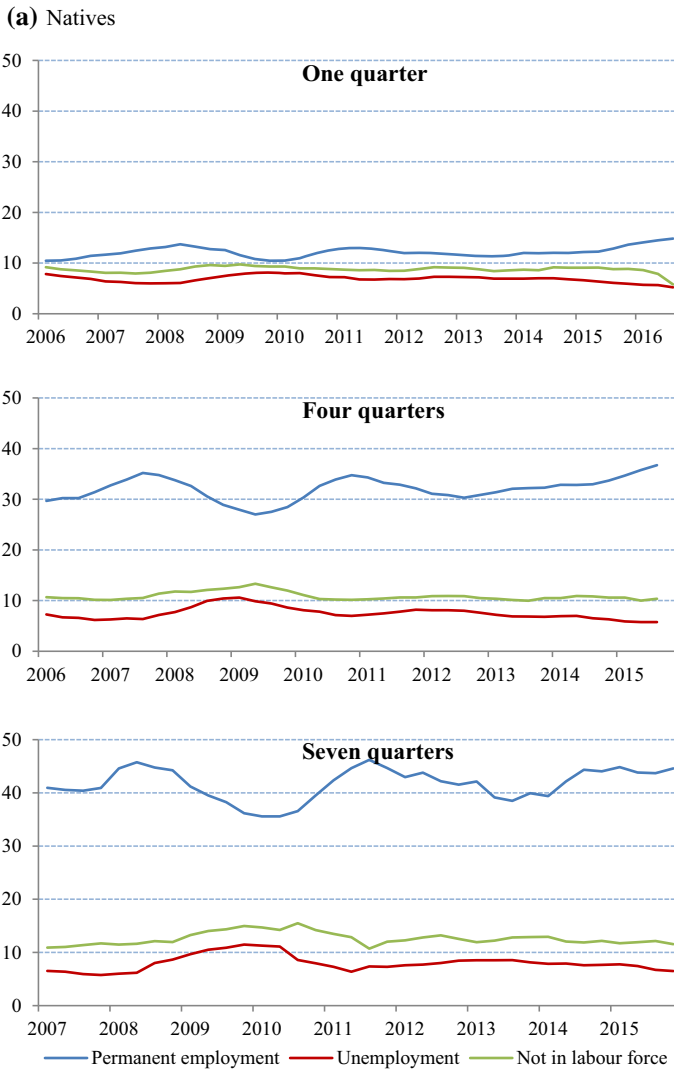 (a) Natives
One quarter
50
40
30
20
10
0
2006 2007 2008 2009 2010 2011 2012 2013 2014 2015 2016
Four quarters
50
40
30
20
10
0
2006 2007 2008 2009 2010 2011 2012 2013 2014 2015
Seven quarters
50
40
30
20
10
0
2007 2008 2009 2010 2011 2012 2013 2014 2015
Permanent employment Unemployment Not in labour force